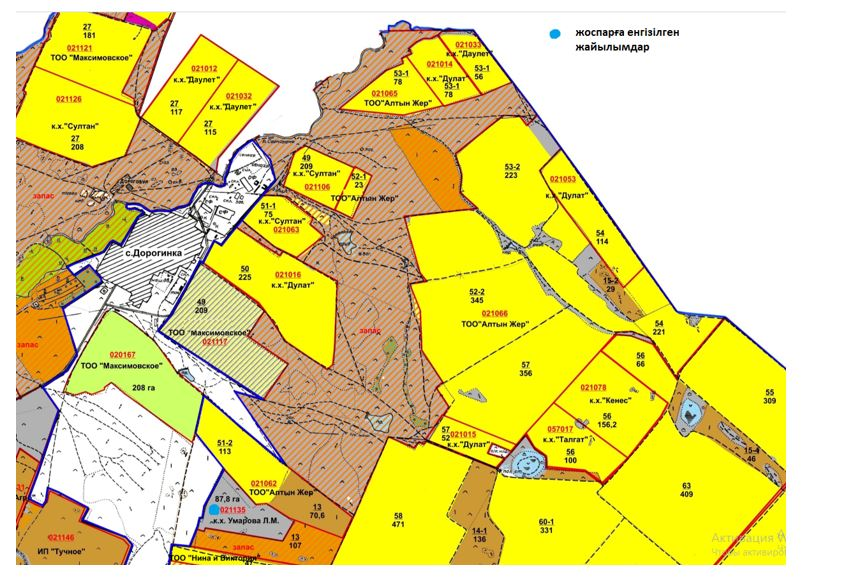 жоспарға енгізілген
жайылымдар
27
181
021121
ТОО "Максимовское"
021126
к.х."Султан"
27
208
021012
к.х."Даулет"
27
117
021032
к.х."Даулет"
27
115
021033
к.х."Даулет"
53-1
56
021014
к.х."Дулат"
53-1
78
53-1
78
021065
ТОО"Алтын Жер"
49
209
к.х."Султан"
021106
52-1
23
ТОО"Алтын Жер"
53-2
223
021053
к.х."Дулат"
54
114
запас
51-1
75
к.х."Султан"
021063
с.Дорогинка
50
225
021016
к.х."Дулат"
15-2
29
49
209
ТОО "Максимовское"
021117
52-2
345
021066
ТОО"Алтын Жер"
запас
54
221
запас
020167
ТОО "Максимовское"
208 га
57
356
56
66
021078
к.х."Кенес"
56
156,2
55
309
57
52
021015
к.х."Дулат"
057017
к.х."Талгат"
56
100
51-2
113
15-4
46
021062
ТОО"Алтын Жер"
87,8 га
021135
к.х. Умарова Л.М.
13
70,6
63
409
58
471
60-1
331
14-1
136
021146
ИП "Тучное"
13
107
запас
ТОО "Нина и Виктория"
Активация W